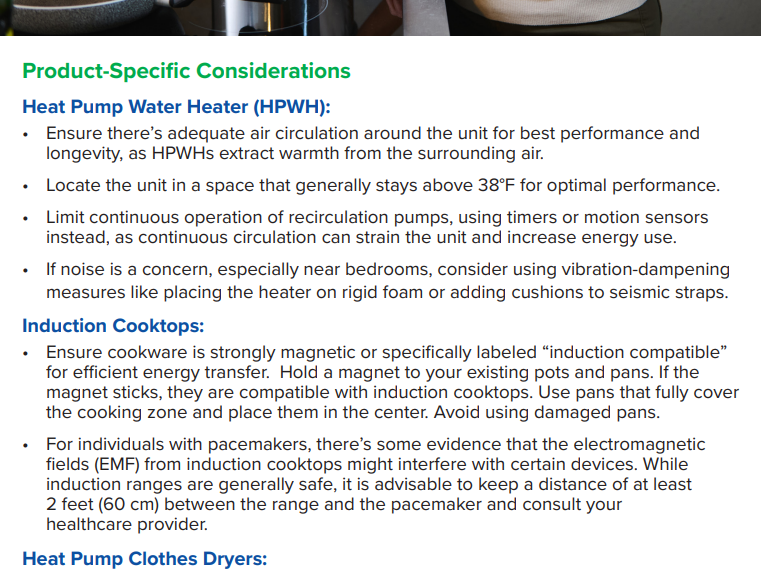 Product-Specific Considerations
Heat Pump Water Heater (HPWH):
• Ensure there's adequate air circulation around the unit for best performance and
longevity, as HPWHs extract warmth from the surrounding air.
• Locate the unit in a space that generally stays above 38°F for optimal performance.
• Limit continuous operation of recirculation pumps, using timers or motion sensors
instead, as continuous circulation can strain the unit and increase energy use.
• If noise is a concern, especially near bedrooms, consider using vibration-dampening
measures like placing the heater on rigid foam or adding cushions to seismic straps.
Induction Cooktops:
• Ensure cookware is strongly magnetic or specifically labeled “induction compatible”
for efficient energy transfer.  Hold a magnet to your existing pots and pans. If the
magnet sticks, they are compatible with induction cooktops. Use pans that fully cover
the cooking zone and place them in the center. Avoid using damaged pans.
• For individuals with pacemakers, there's some evidence that the electromagnetic
fields (EMF) from induction cooktops might interfere with certain devices. While
induction ranges are generally safe, it is advisable to keep a distance of at least
2 feet (60 cm) between the range and the pacemaker and consult your
healthcare provider.
Heat Pump Clothes Dryers: